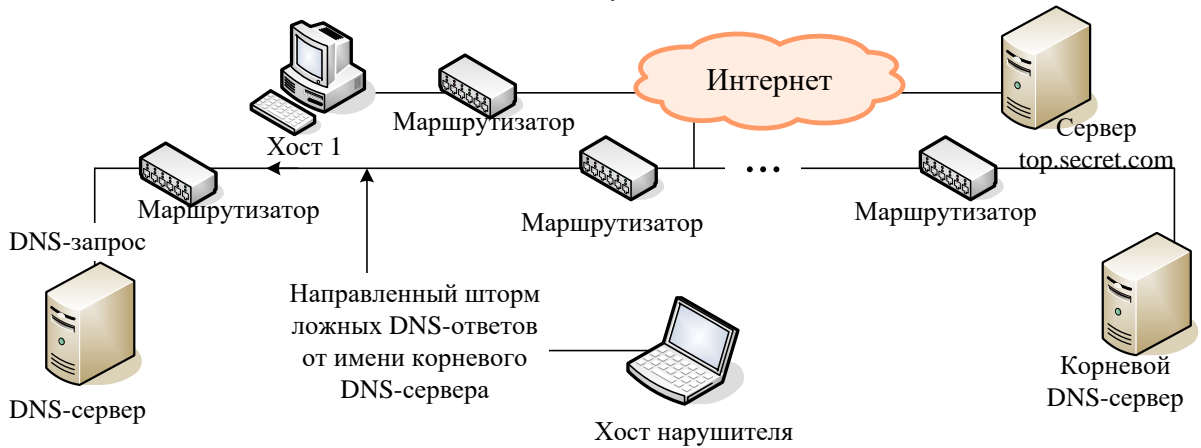 Интернет
Маршрутизатор
Хост 1
Сервер
top.secret.com
Маршрутизатор
Маршрутизатор
...
Маршрутизатор
DNS-запрос
Направленный шторм
ложных DNS-ответов
от имени корневого
DNS-сервера
DNS-сервер
Корневой
DNS-сервер
Хост нарушителя